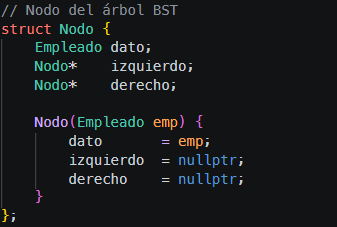 // Nodo del árbol BST
struct Nodo {
    Empleado dato;
    Nodo*    izquierdo;
    Nodo*    derecho;

    Nodo(Empleado emp) {
        dato       = emp;
        izquierdo  = nullptr;
        derecho    = nullptr;
    }
};